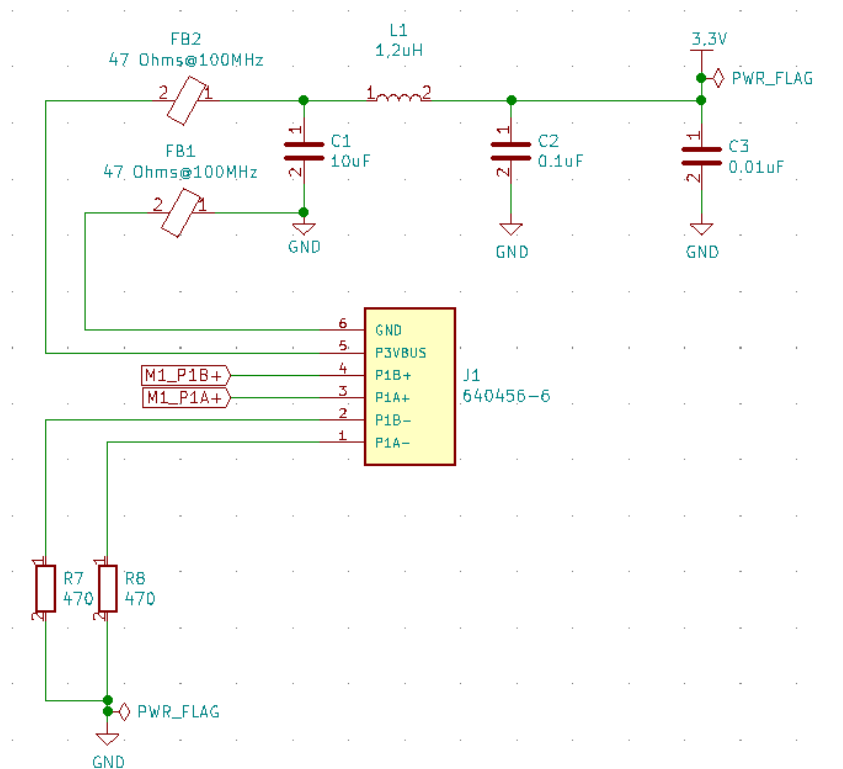 FB2
47 Ohms@100MHz
2
1
L1
1,2uH
1
2
3,3V
PWR_FLAG
1
C1
10uF
2
1
C2
0.1uF
2
1
C3
0.01uF
2
FB1
47 Ohms@100MHz
2
1
GND
GND
GND
6
GND
5
P3VBUS
M1_P1B+
4
P1B+
M1_P1A+
3
P1A+
2
P1B-
1
P1A-
J1
640456-6
1
R7
470
2
1
R8
470
2
PWR_FLAG
GND